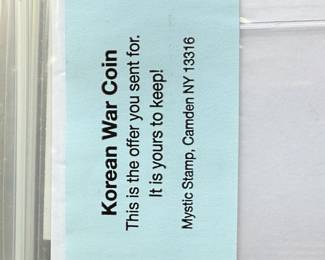 Korean War Coin
This is the offer you sent for.
It is yours to keep!
Mystic Stamp, Camden NY 13316